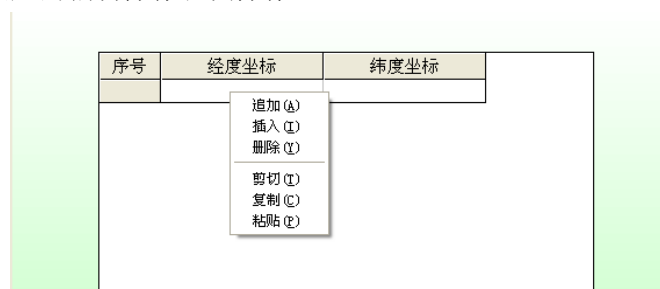 序号 经度坐标 纬度坐标
追加(A)
插入(I)
删除(Y)
剪切(T)
复制(C)
粘贴(P)